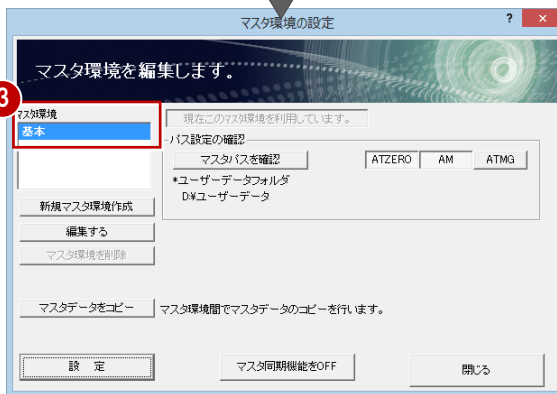 マスタ環境の設定
? ×
マスタ環境を編集します。
3
マスタ環境
基本
現在このマスタ環境を利用しています。
パス設定の確認
マスタパスを確認 ATZERO AM ATMG
*ユーザーデータフォルダ
D:¥ユーザーデータ
新規マスタ環境作成
編集する
マスタ環境を削除
マスタデータをコピー マスタ環境間でマスタデータのコピーを行います。
設 定 マスタ同期機能をOFF 閉じる